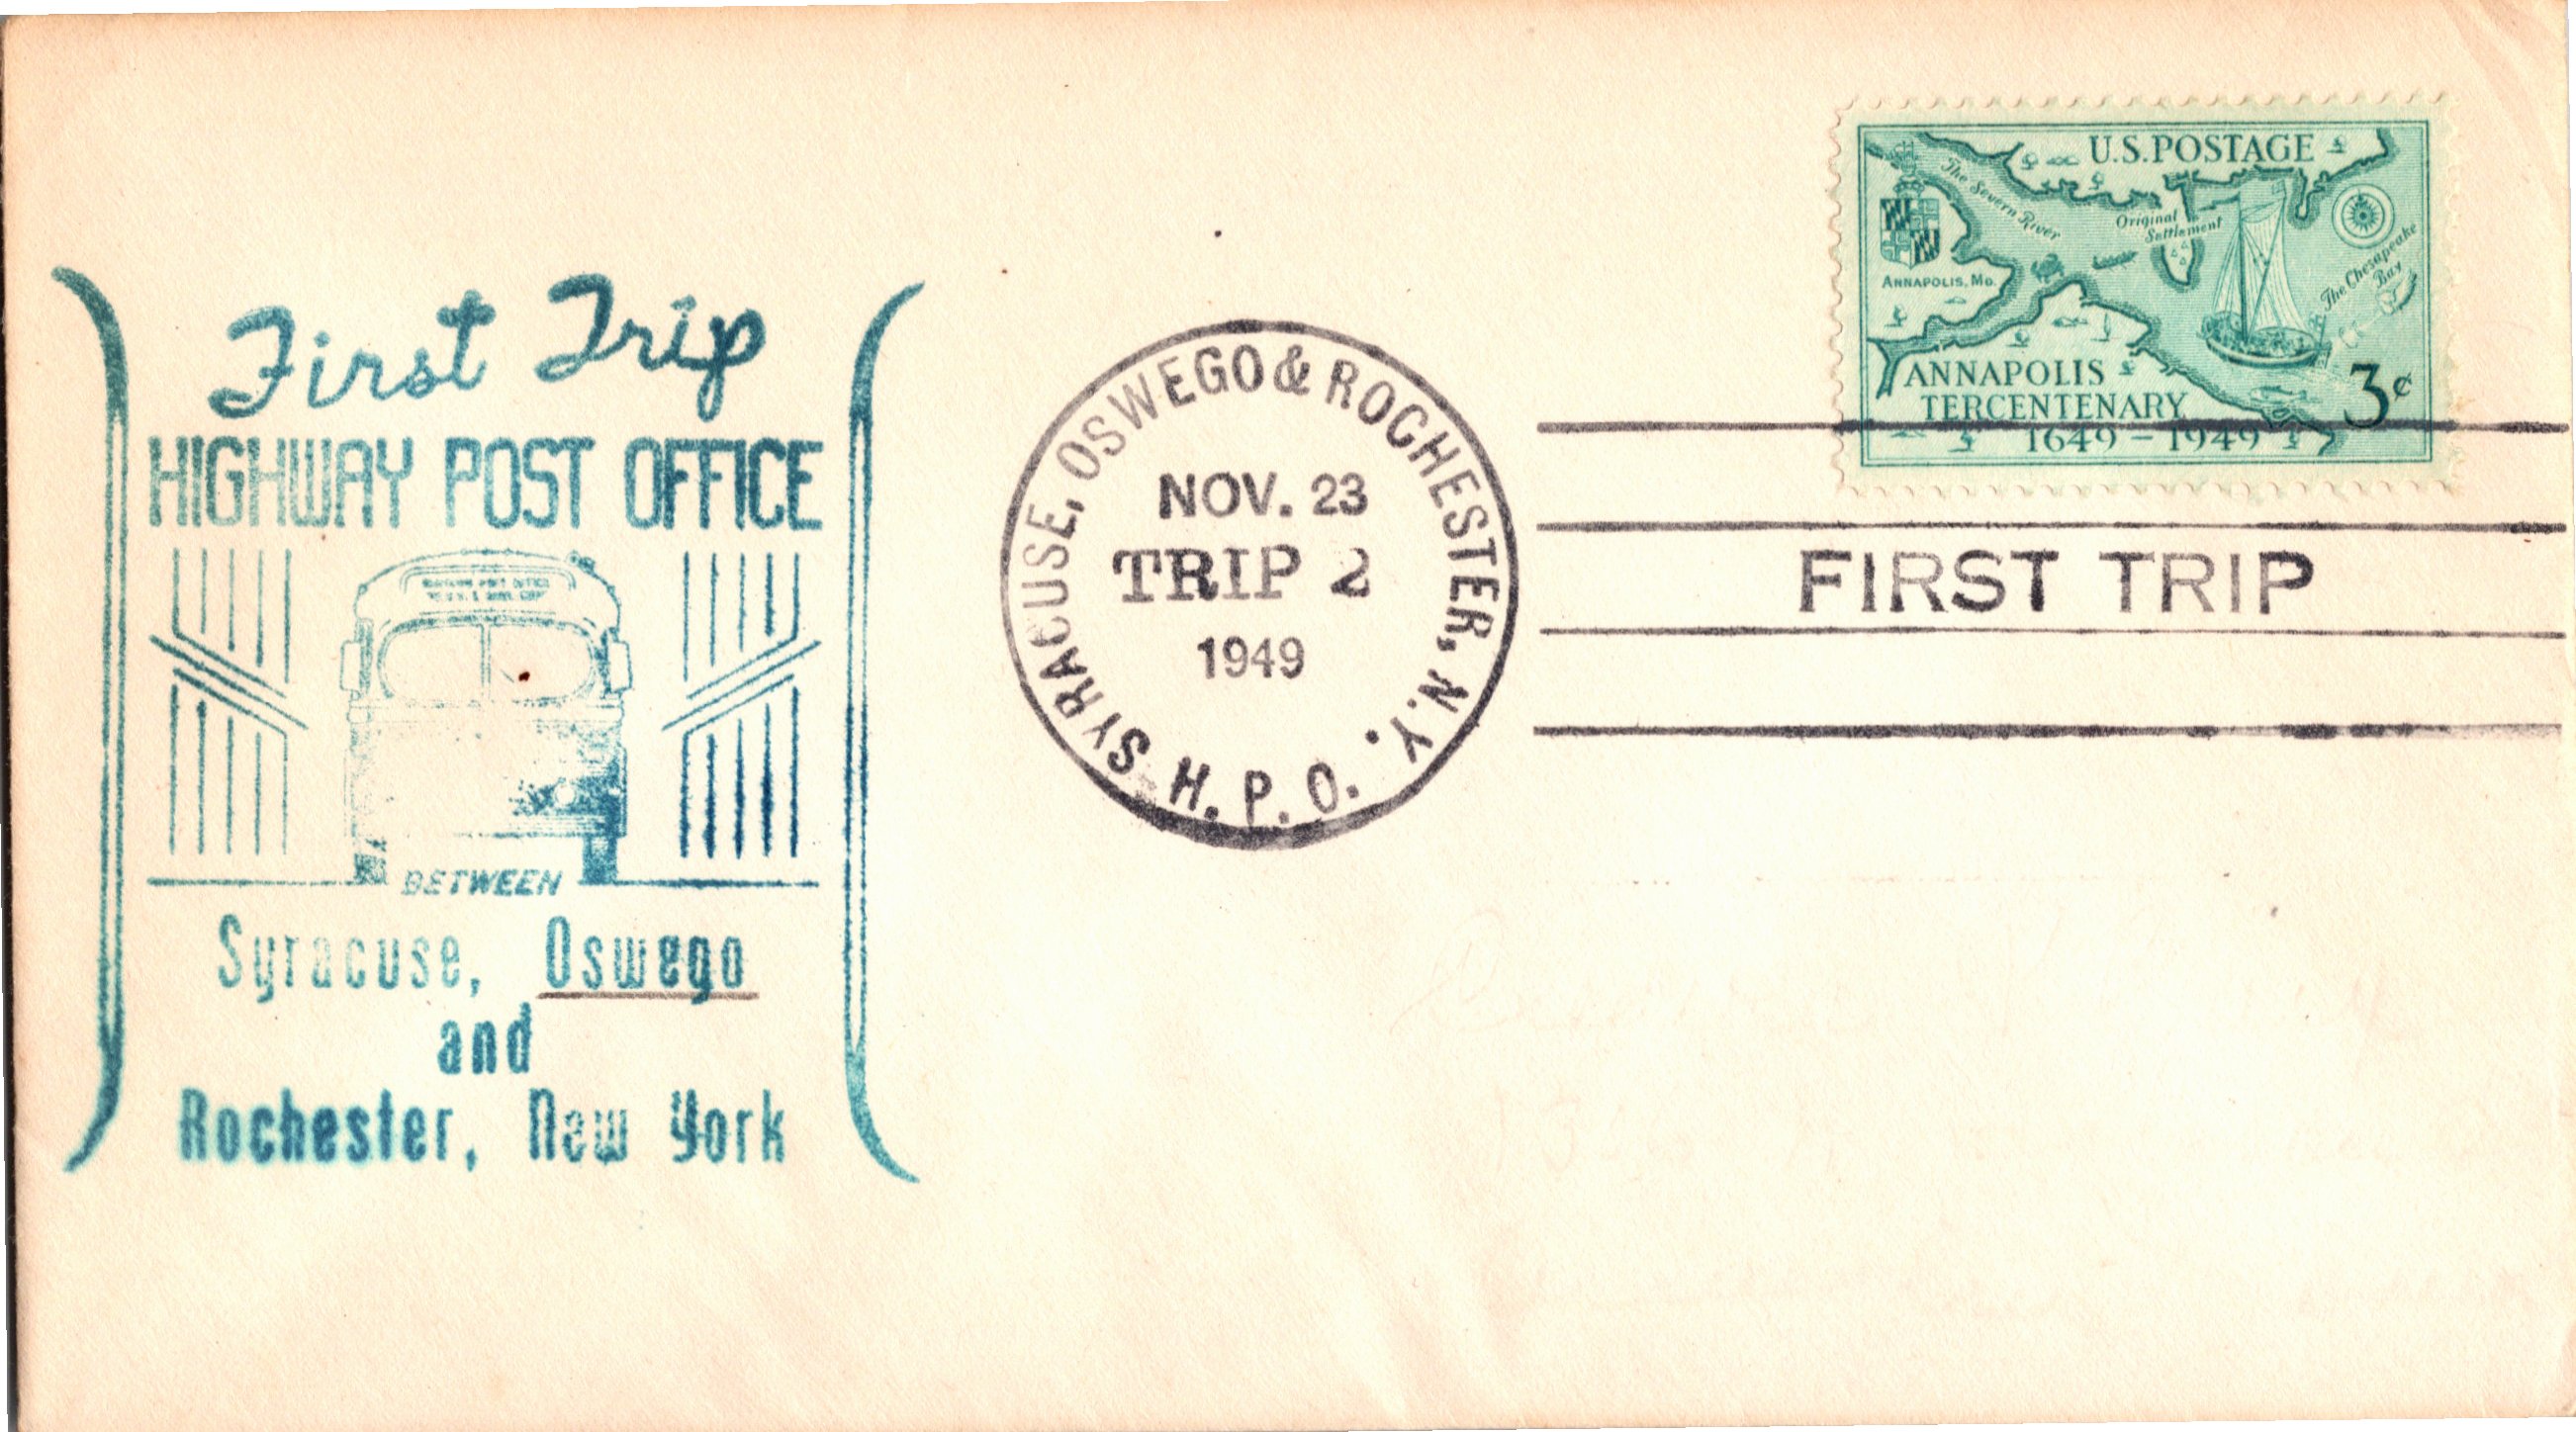 First Trip
HIGHWAY POST OFFICE
BETWEEN
Syracuse, Oswego
and
Rochester, New York
SYRACUSE, OSWEGO & ROCHESTER, N.Y.
NOV. 23
TRIP 2
1949
H. P. O.
U.S. POSTAGE
The Severn River
Original
Settlement
The Chesapeake
Bay
ANNAPOLIS, MD.
ANNAPOLIS
TERCENTENARY
1649 – 1949
3¢
FIRST TRIP